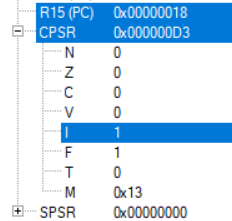 R15 (PC) 0x00000018
CPSR 0x000000D3
N 0
Z 0
C 0
V 0
I 1
F 1
T 0
M 0x13
SPSR 0x00000000